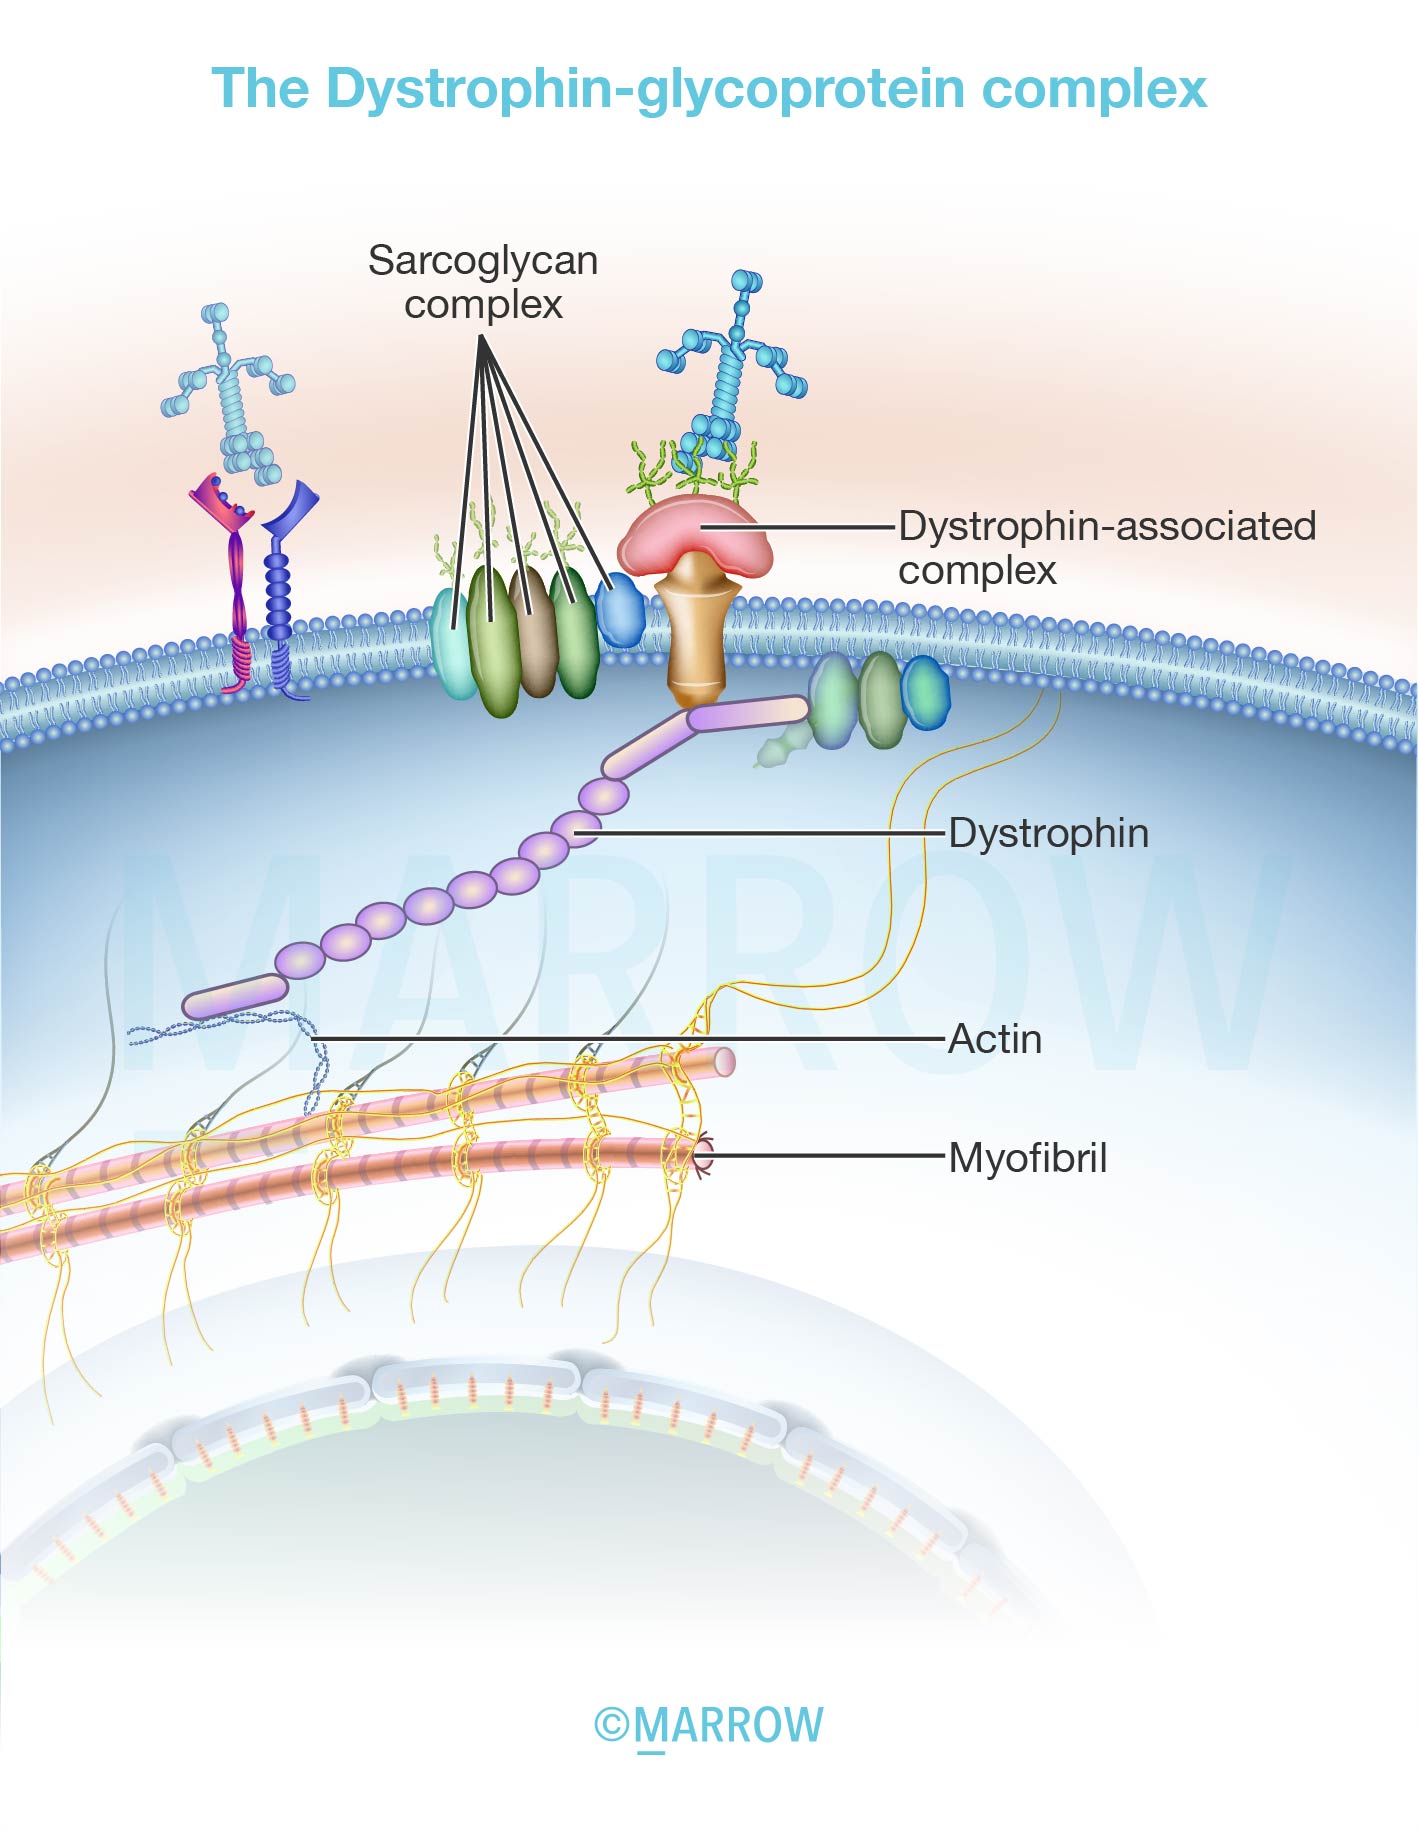 The Dystrophin-glycoprotein complex
Sarcoglycan
complex
Dystrophin-associated
complex
Dystrophin
MARROW
Actin
Myofibril
©MARROW